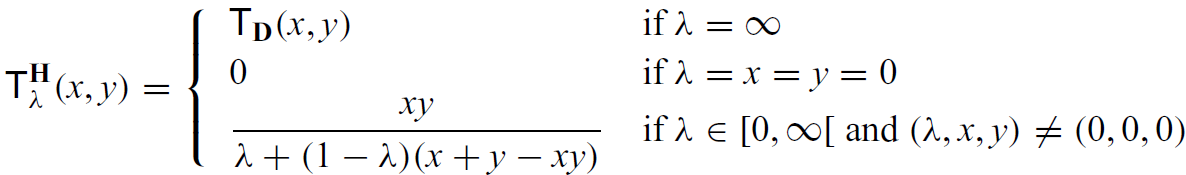 T_D(x, y) if λ = ∞
T^H_λ(x, y) = { 0 if λ = x = y = 0
xy / (λ + (1 − λ)(x + y − xy)) if λ ∈ [0, ∞[ and (λ, x, y) ≠ (0, 0, 0)